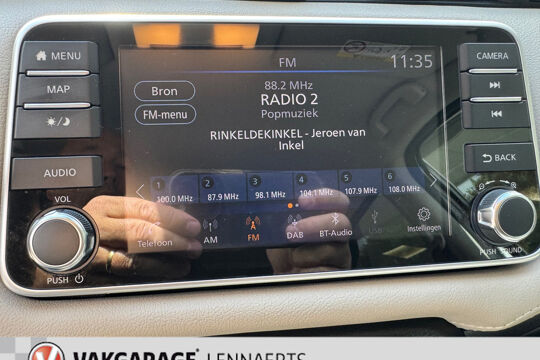 MENU
MAP
AUDIO
VOL
PUSH
FM
11:35
Bron
FM-menu
88.2 MHz
RADIO 2
Popmuziek
RINKELDEKINKEL - Jeroen van
Inkel
1 2 3 4 5 6
100.0 MHz 87.9 MHz 98.1 MHz 104.1 MHz 107.9 MHz 108.0 MHz
Telefoon AM FM DAB BT-Audio USB Instellingen
CAMERA
BACK
PUSH SOUND
VAKGARAGE LENNAERTS